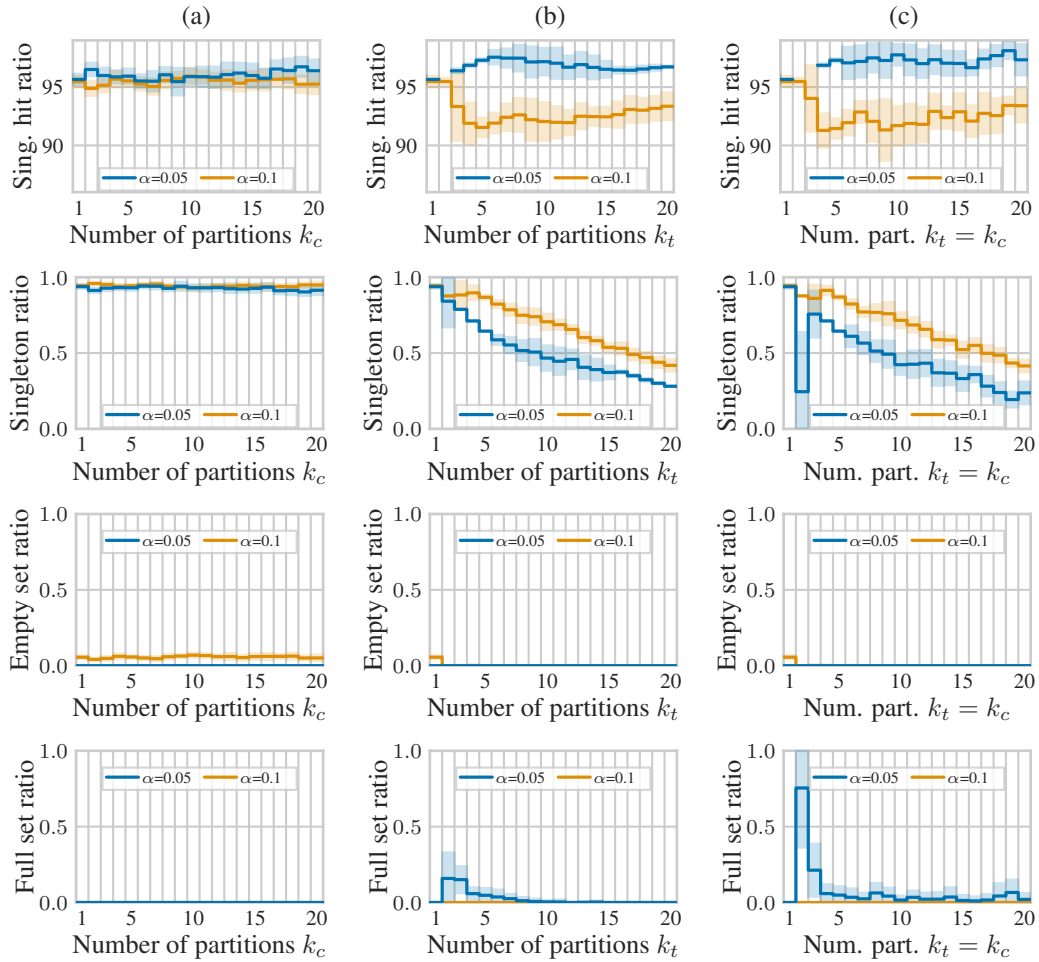 (a) (b) (c)
Sing. hit ratio
95
90
α=0.05 α=0.1
1 5 10 15 20
Number of partitions k_c
Sing. hit ratio
95
90
α=0.05 α=0.1
1 5 10 15 20
Number of partitions k_t
Sing. hit ratio
95
90
α=0.05 α=0.1
1 5 10 15 20
Num. part. k_t = k_c
Singleton ratio
1.0
0.5
0.0
α=0.05 α=0.1
1 5 10 15 20
Number of partitions k_c
Singleton ratio
1.0
0.5
0.0
α=0.05 α=0.1
1 5 10 15 20
Number of partitions k_t
Singleton ratio
1.0
0.5
0.0
α=0.05 α=0.1
1 5 10 15 20
Num. part. k_t = k_c
Empty set ratio
1.0
0.5
0.0
α=0.05 α=0.1
1 5 10 15 20
Number of partitions k_c
Empty set ratio
1.0
0.5
0.0
α=0.05 α=0.1
1 5 10 15 20
Number of partitions k_t
Empty set ratio
1.0
0.5
0.0
α=0.05 α=0.1
1 5 10 15 20
Num. part. k_t = k_c
Full set ratio
1.0
0.5
0.0
α=0.05 α=0.1
1 5 10 15 20
Number of partitions k_c
Full set ratio
1.0
0.5
0.0
α=0.05 α=0.1
1 5 10 15 20
Number of partitions k_t
Full set ratio
1.0
0.5
0.0
α=0.05 α=0.1
1 5 10 15 20
Num. part. k_t = k_c